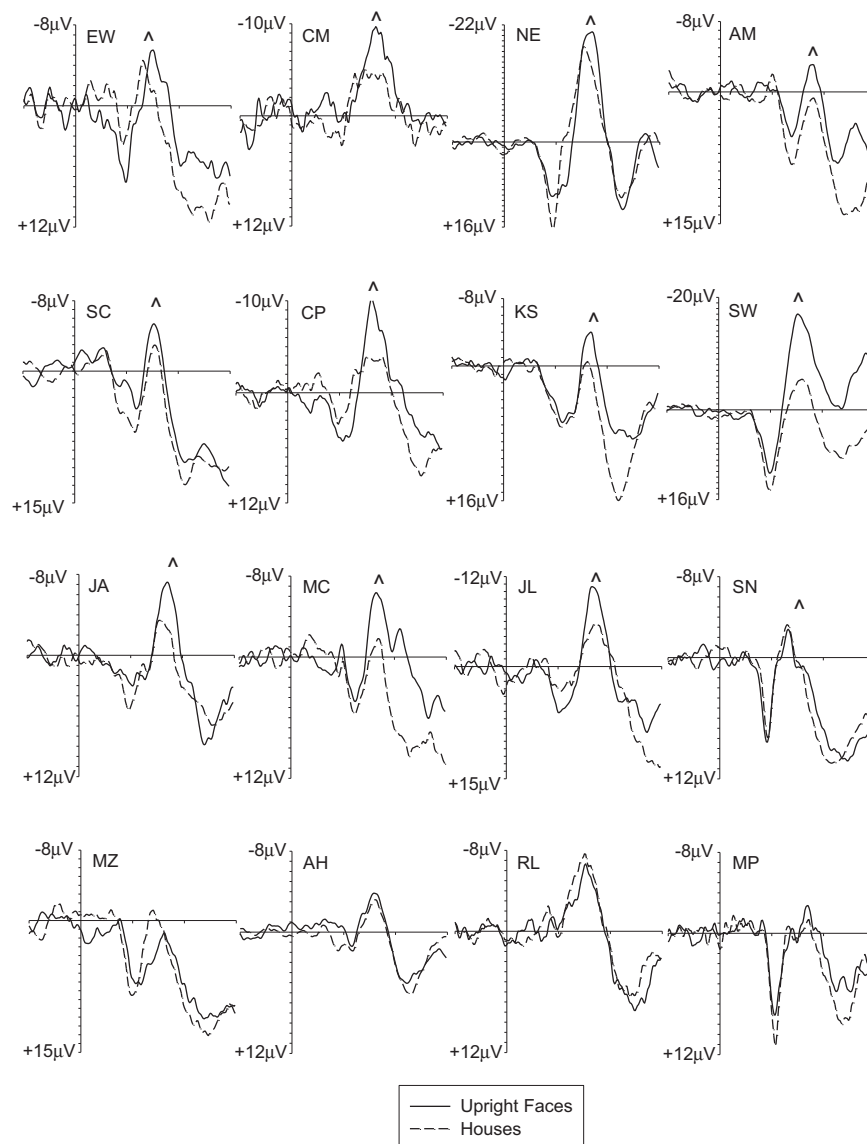 -8µV EW ^
+12µV
-10µV CM ^
+12µV
-22µV NE ^
+16µV
-8µV AM ^
+15µV
-8µV SC ^
+15µV
-10µV CP ^
+12µV
-8µV KS ^
+16µV
-20µV SW ^
+16µV
-8µV JA ^
+12µV
-8µV MC ^
+12µV
-12µV JL ^
+15µV
-8µV SN ^
+12µV
-8µV MZ
+15µV
-8µV AH
+12µV
-8µV RL
+12µV
-8µV MP
+12µV
Upright Faces
Houses